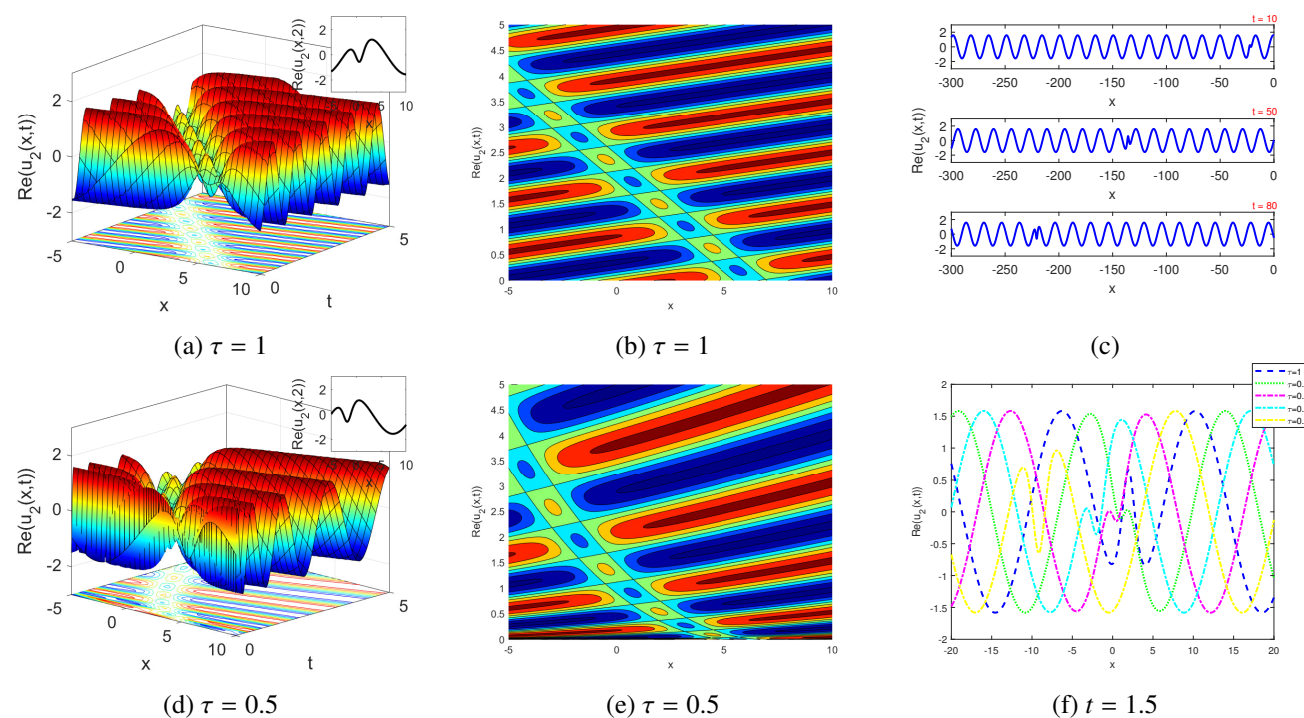 Re(u2(x,t))
2
0
-2
-5
0
5
10
x
0
5
t
Re(u2(x,2))
2
0
-2
10
x
(a) τ = 1
Re(u2(x,t))
5
4.5
4
3.5
3
2.5
2
1.5
1
0.5
0
-5 0 5 10
x
(b) τ = 1
t = 10
2
0
-2
-300 -250 -200 -150 -100 -50 0
x
t = 50
Re(u2(x,t))
2
0
-2
-300 -250 -200 -150 -100 -50 0
x
t = 80
2
0
-2
-300 -250 -200 -150 -100 -50 0
x
(c)
Re(u2(x,t))
2
0
-2
-5
0
5
10
x
0
5
t
Re(u2(x,2))
2
0
-2
10
x
(d) τ = 0.5
Re(u2(x,t))
5
4.5
4
3.5
3
2.5
2
1.5
1
0.5
0
-5 0 5 10
x
(e) τ = 0.5
τ=1
τ=0.
τ=0.
τ=0.
τ=0.
Re(u2(x,t))
2
1.5
1
0.5
0
-0.5
-1
-1.5
-2
-20 -15 -10 -5 0 5 10 15 20
x
(f) t = 1.5